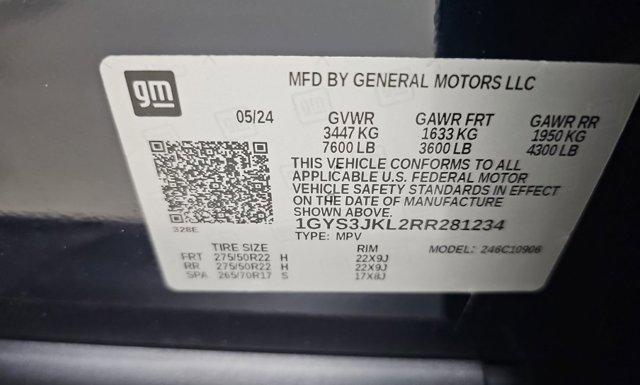 gm
MFD BY GENERAL MOTORS LLC
05/24 GVWR GAWR FRT GAWR RR
3447 KG 1633 KG 1950 KG
7600 LB 3600 LB 4300 LB
THIS VEHICLE CONFORMS TO ALL
APPLICABLE U.S. FEDERAL MOTOR
VEHICLE SAFETY STANDARDS IN EFFECT
ON THE DATE OF MANUFACTURE
SHOWN ABOVE.
328E
1GYS3JKL2RR281234
TYPE: MPV MODEL: 246C10906
TIRE SIZE RIM
FRT 275/50R22 H 22X9J
RR 275/50R22 H 22X9J
SPA 265/70R17 S 17X8J